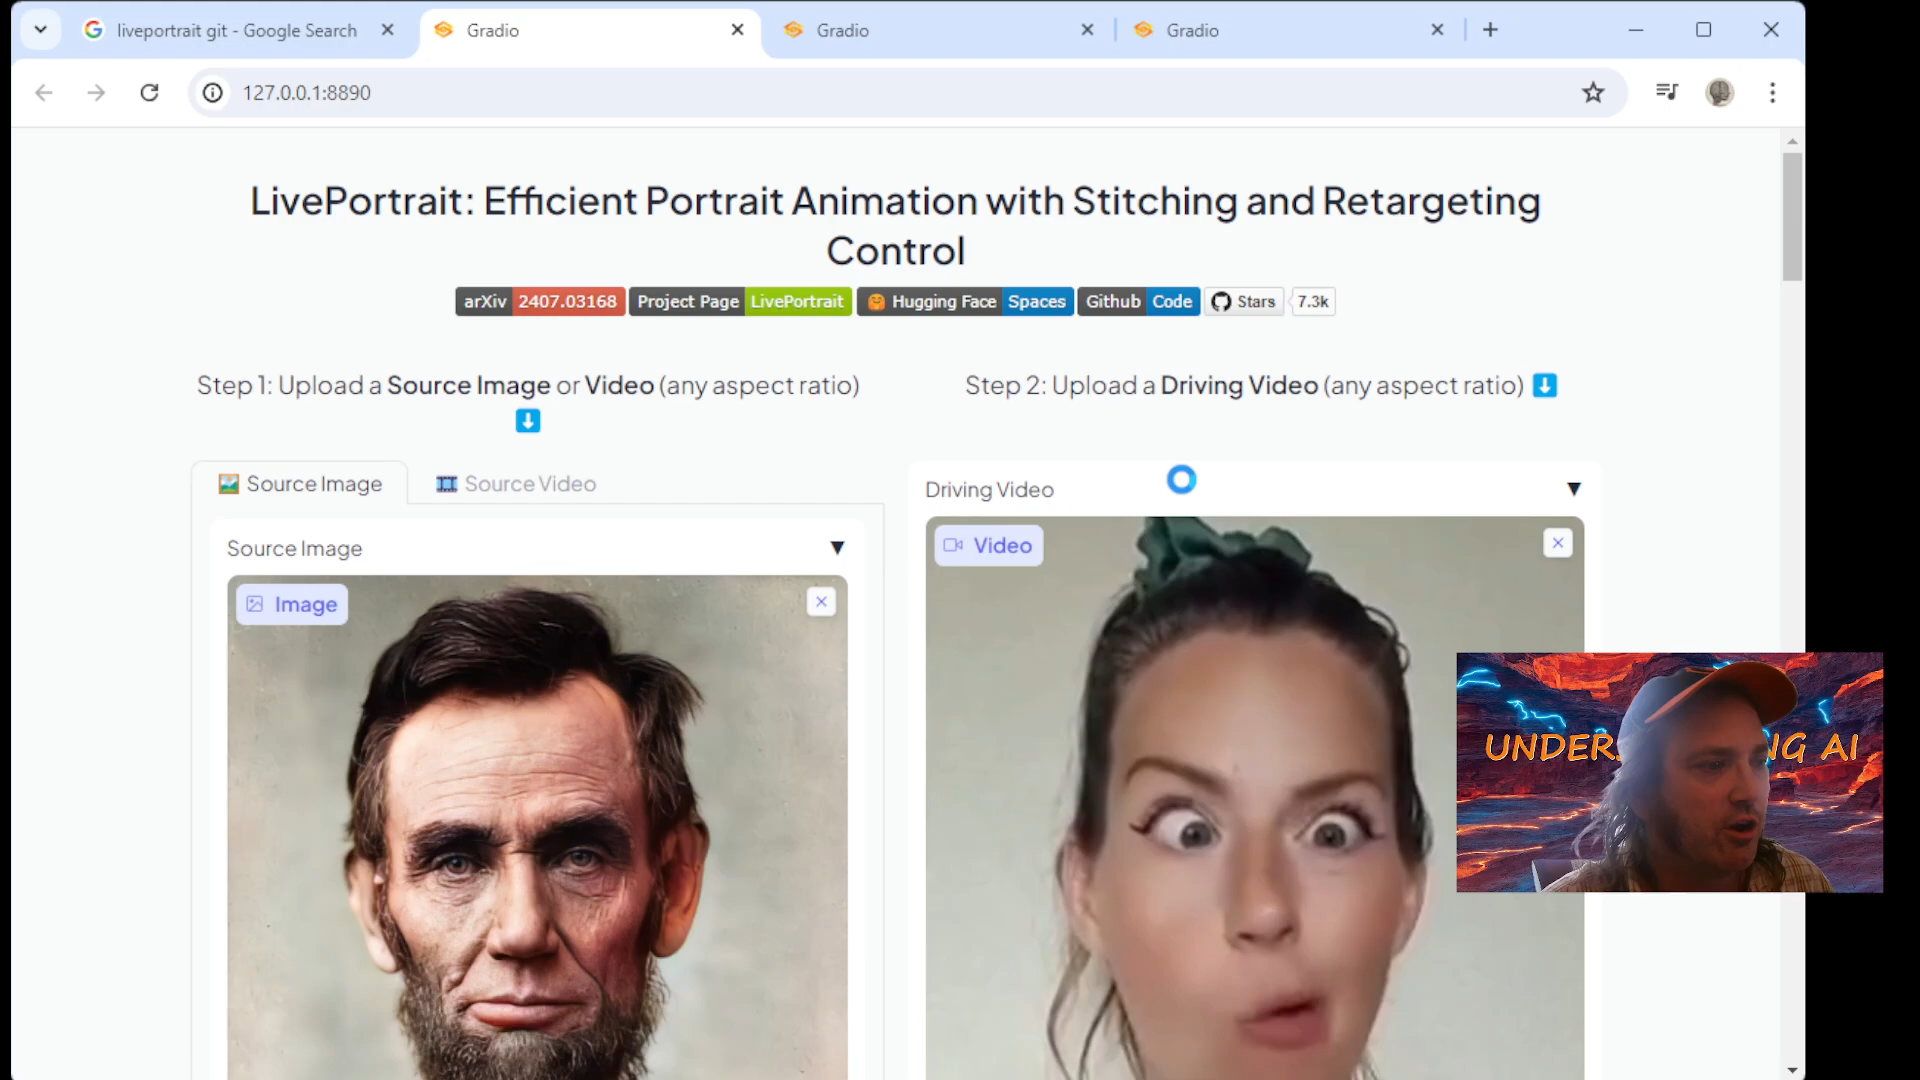 liveportrait git - Google Search
Gradio
Gradio
Gradio
127.0.0.1:8890
LivePortrait: Efficient Portrait Animation with Stitching and Retargeting
Control
arXiv 2407.03168 Project Page LivePortrait Hugging Face Spaces Github Code Stars 7.3k
Step 1: Upload a Source Image or Video (any aspect ratio)
Step 2: Upload a Driving Video (any aspect ratio)
Source Image
Source Video
Source Image
Image
Driving Video
Video
UNDER
NG AI